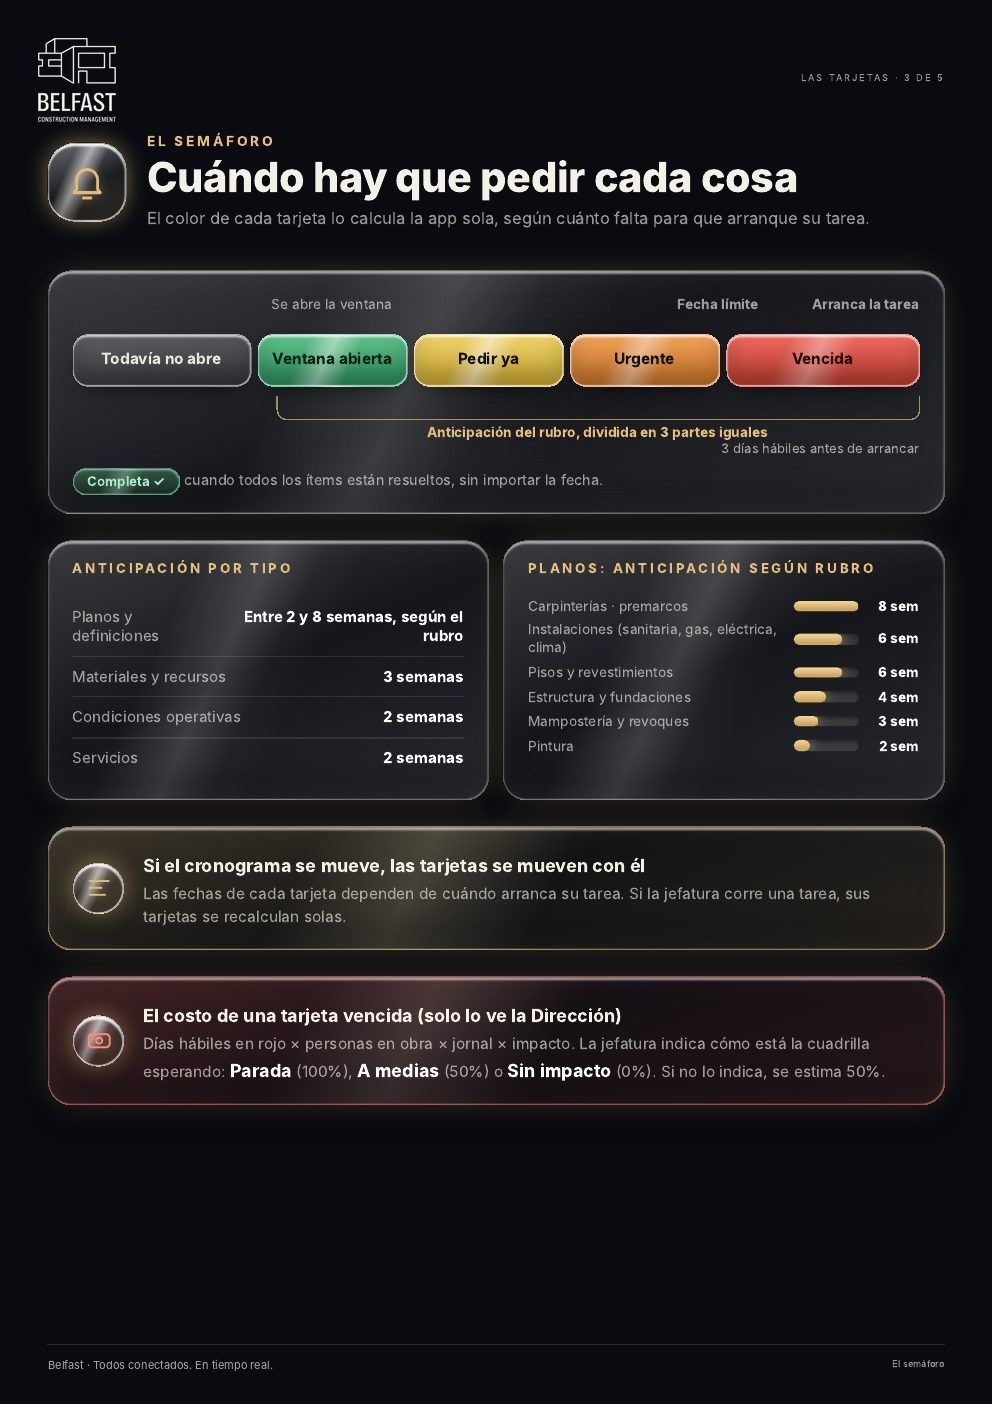 BELFAST
CONSTRUCTION MANAGEMENT
LAS TARJETAS · 3 DE 5
EL SEMÁFORO
Cuándo hay que pedir cada cosa
El color de cada tarjeta lo calcula la app sola, según cuánto falta para que arranque su tarea.
Se abre la ventana
Fecha límite
Arranca la tarea
Todavía no abre
Ventana abierta
Pedir ya
Urgente
Vencida
Anticipación del rubro, dividida en 3 partes iguales
3 días hábiles antes de arrancar
Completa ✓ cuando todos los ítems están resueltos, sin importar la fecha.
ANTICIPACIÓN POR TIPO
Planos y definiciones
Entre 2 y 8 semanas, según el rubro
Materiales y recursos 3 semanas
Condiciones operativas 2 semanas
Servicios 2 semanas
PLANOS: ANTICIPACIÓN SEGÚN RUBRO
Carpinterías · premarcos 8 sem
Instalaciones (sanitaria, gas, eléctrica, clima) 6 sem
Pisos y revestimientos 6 sem
Estructura y fundaciones 4 sem
Mampostería y revoques 3 sem
Pintura 2 sem
Si el cronograma se mueve, las tarjetas se mueven con él
Las fechas de cada tarjeta dependen de cuándo arranca su tarea. Si la jefatura corre una tarea, sus
tarjetas se recalculan solas.
El costo de una tarjeta vencida (solo lo ve la Dirección)
Días hábiles en rojo × personas en obra × jornal × impacto. La jefatura indica cómo está la cuadrilla
esperando: Parada (100%), A medias (50%) o Sin impacto (0%). Si no lo indica, se estima 50%.
Belfast · Todos conectados. En tiempo real.
El semáforo